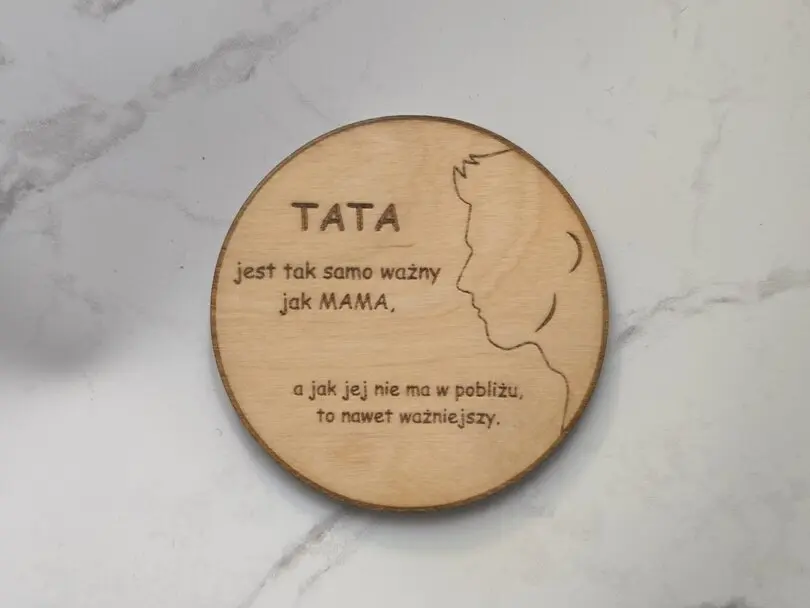 TATA
jest tak samo ważny
jak MAMA,
a jak jej nie ma w pobliżu,
to nawet ważniejszy.